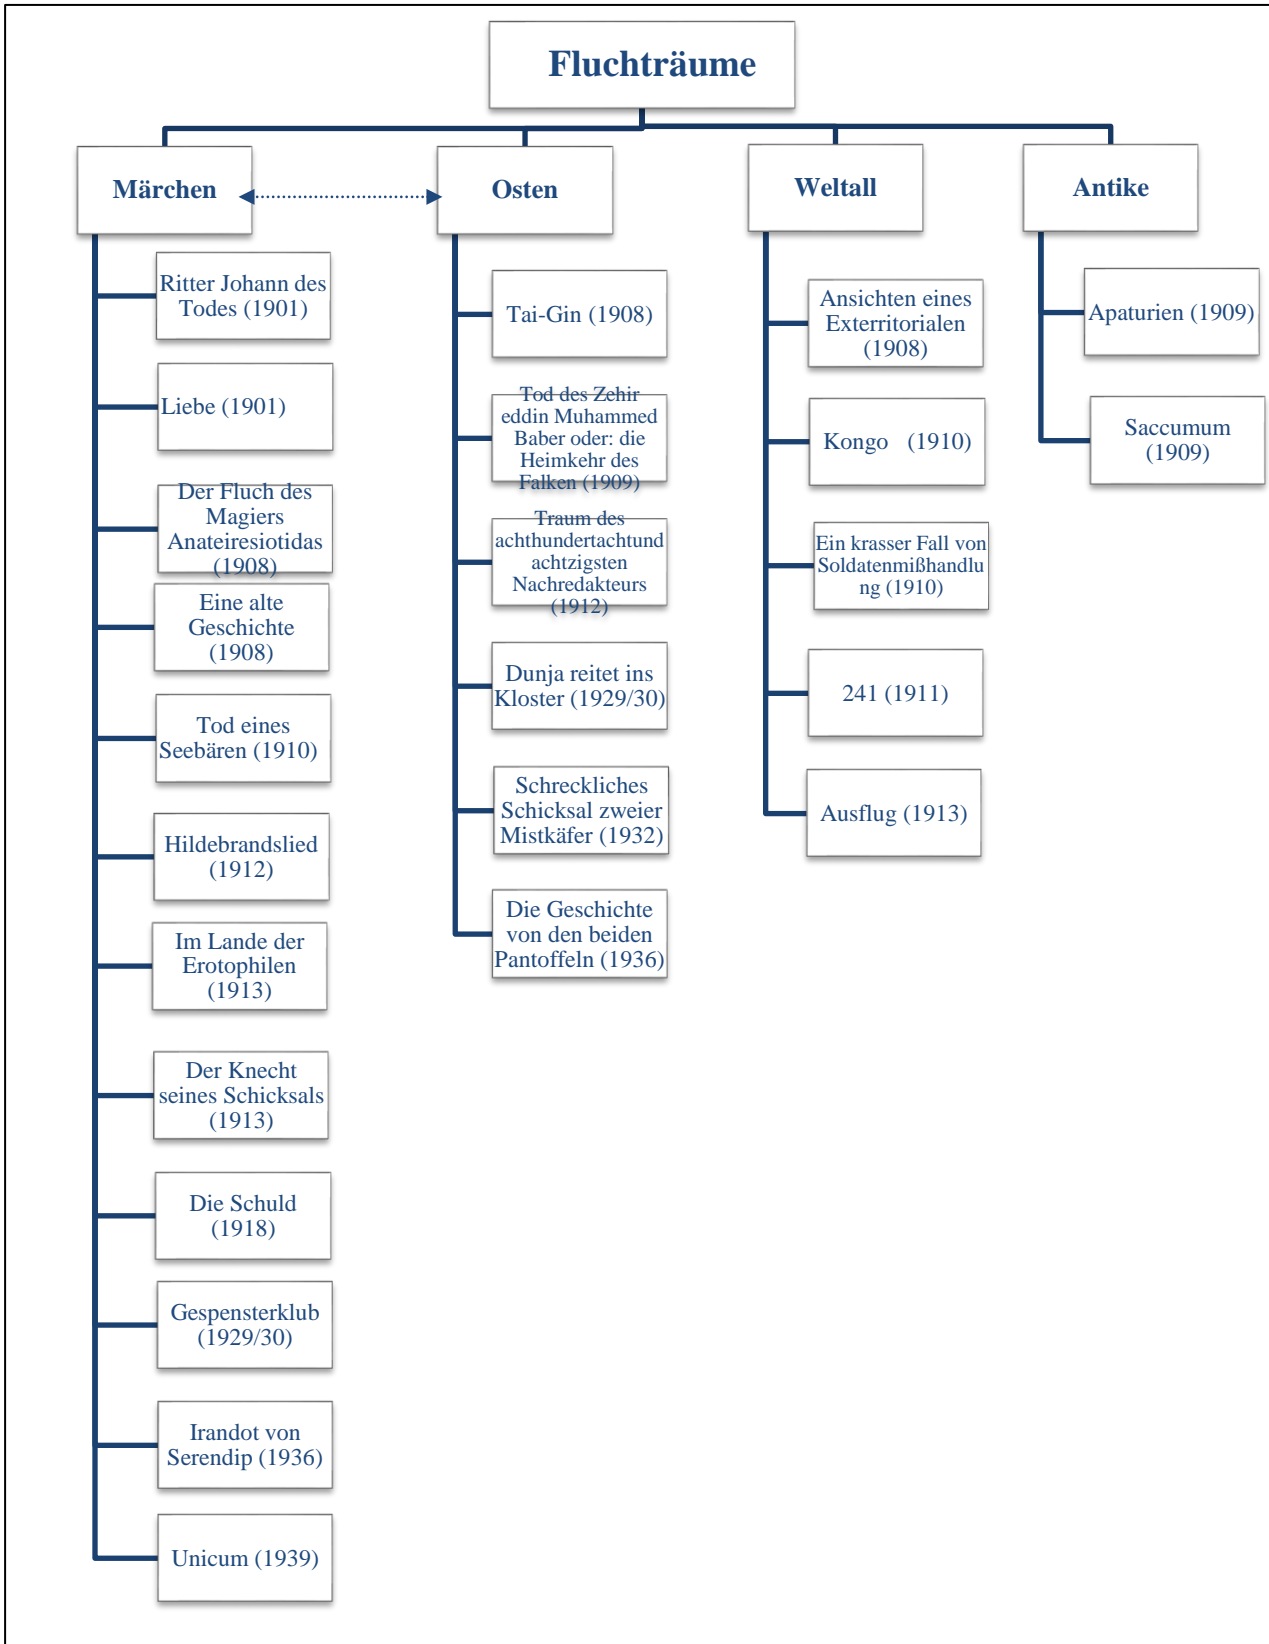 Fluchträume
Märchen
Osten
Weltall
Antike
Ritter Johann des
Todes (1901)
Liebe (1901)
Der Fluch des
Magiers
Anateiresiotidas
(1908)
Eine alte
Geschichte
(1908)
Tod eines
Seebären (1910)
Hildebrandslied
(1912)
Im Lande der
Erotophilen
(1913)
Der Knecht
seines Schicksals
(1913)
Die Schuld
(1918)
Gespensterklub
(1929/30)
Irandot von
Serendip (1936)
Unicum (1939)
Tai-Gin (1908)
Tod des Zehir
eddin Muhammed
Baber oder: die
Heimkehr des
Falken (1909)
Traum des
achthundertachtund
achtzigsten
Nachredakteurs
(1912)
Dunja reitet ins
Kloster (1929/30)
Schreckliches
Schicksal zweier
Mistkäfer (1932)
Die Geschichte
von den beiden
Pantoffeln (1936)
Ansichten eines
Exterritorialen
(1908)
Kongo (1910)
Ein krasser Fall von
Soldatenmißhandlu
ng (1910)
241 (1911)
Ausflug (1913)
Apaturien (1909)
Saccumum
(1909)